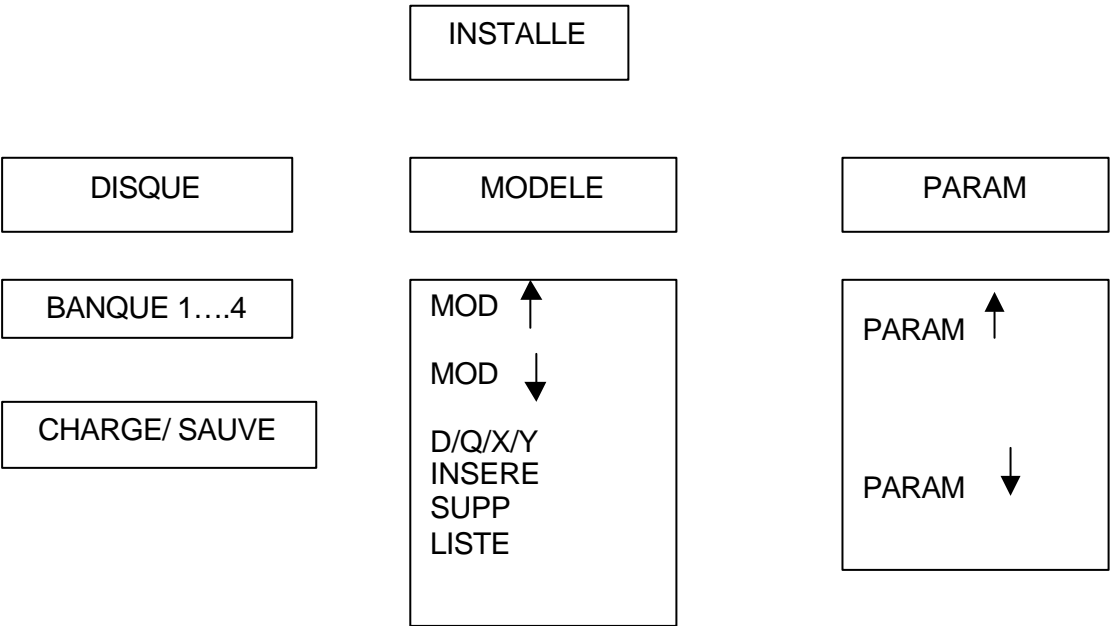 INSTALLE
DISQUE
MODELE
PARAM
BANQUE 1….4
CHARGE/ SAUVE
MOD
MOD
D/Q/X/Y
INSERE
SUPP
LISTE
PARAM
PARAM